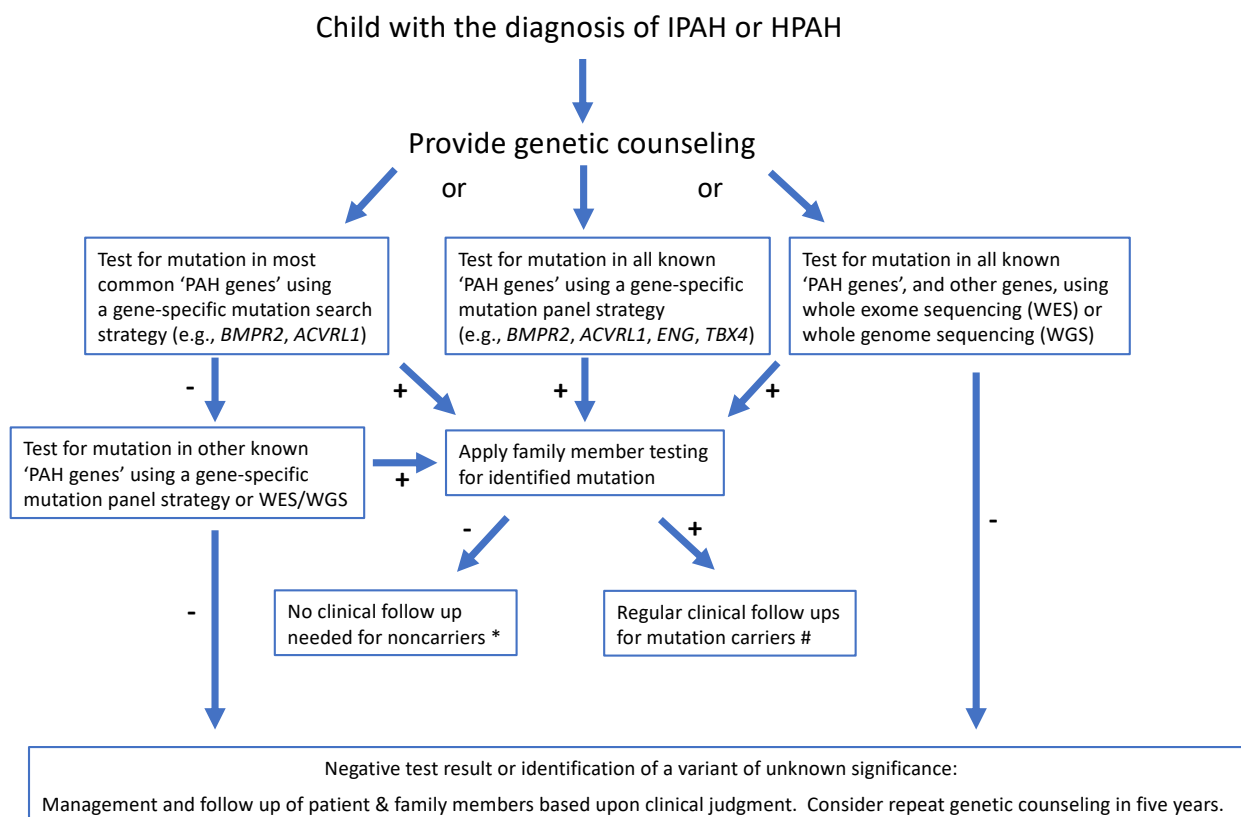 Child with the diagnosis of IPAH or HPAH
Provide genetic counseling
or
or
Test for mutation in most
common ‘PAH genes’ using
a gene-specific mutation search
strategy (e.g., BMPR2, ACVRL1)
Test for mutation in all known
‘PAH genes’ using a gene-specific
mutation panel strategy
(e.g., BMPR2, ACVRL1, ENG, TBX4)
Test for mutation in all known
‘PAH genes’, and other genes, using
whole exome sequencing (WES) or
whole genome sequencing (WGS)
-
+
+
+
Test for mutation in other known
‘PAH genes’ using a gene-specific
mutation panel strategy or WES/WGS
+
Apply family member testing
for identified mutation
-
+
-
-
No clinical follow up
needed for noncarriers *
Regular clinical follow ups
for mutation carriers #
Negative test result or identification of a variant of unknown significance:
Management and follow up of patient & family members based upon clinical judgment. Consider repeat genetic counseling in five years.